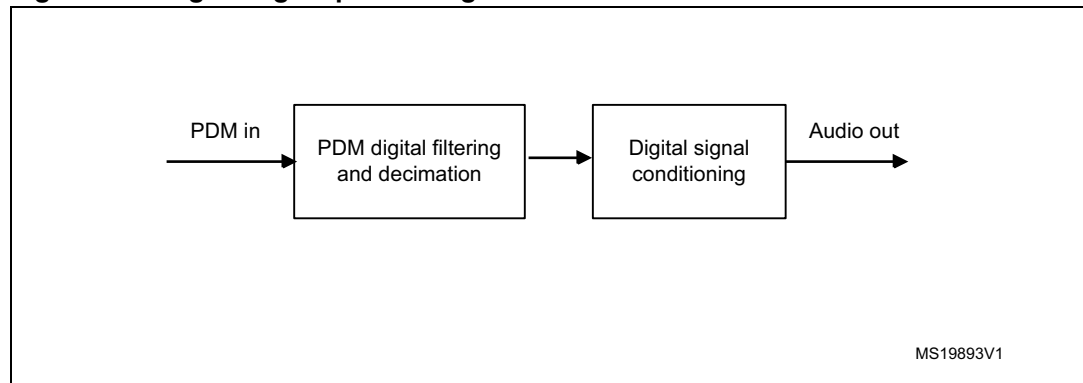 PDM in
PDM digital filtering
and decimation
Digital signal
conditioning
Audio out
MS19893V1